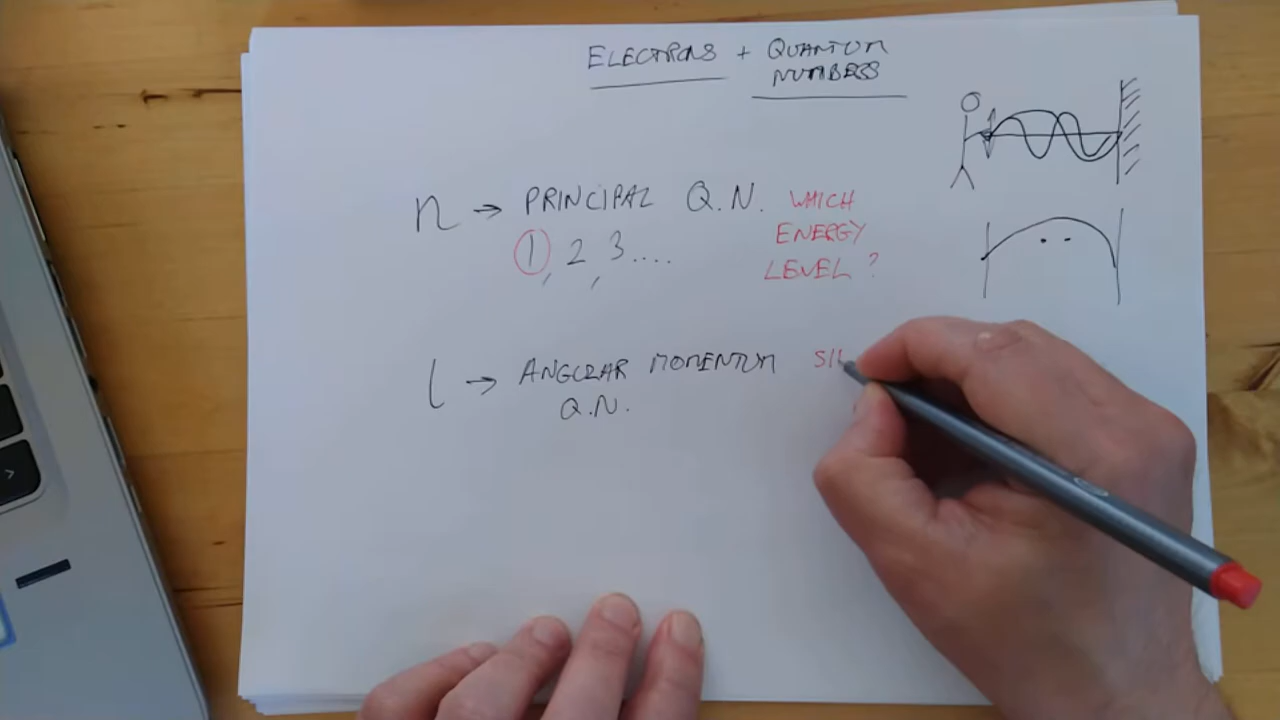 ELECTRONS + QUANTUM
NUMBERS
n → PRINCIPAL Q.N. WHICH
ENERGY
LEVEL?
1, 2, 3....
l → ANGULAR MOMENTUM
Q.N.